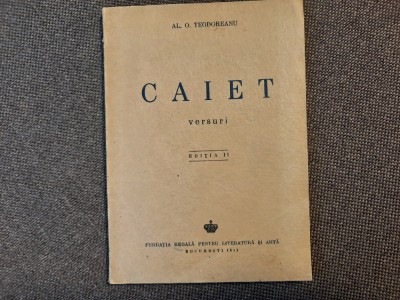 AL. O. TEODOREANU
CAIET
versuri
EDIȚIA II
FUNDAȚIA REGALĂ PENTRU LITERATURĂ ȘI ARTĂ
BUCUREȘTI